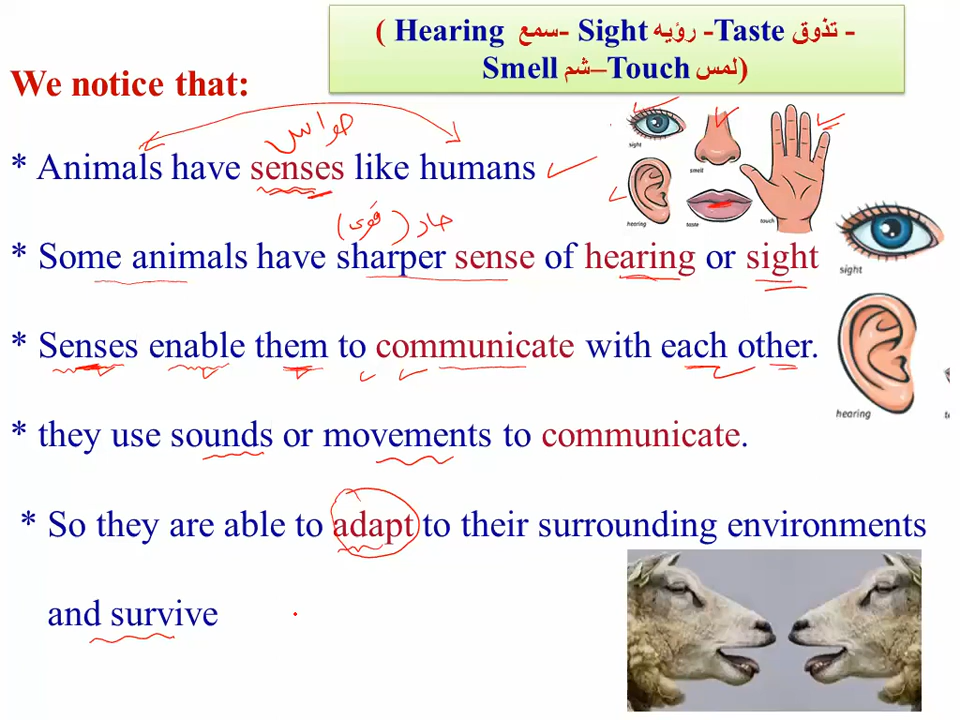 ( Hearing سمع- Sight رؤيه -Taste تذوق -
Smell شم–Touch لمس)
We notice that:
حواس
* Animals have senses like humans
حاد (قوى)
* Some animals have sharper sense of hearing or sight
* Senses enable them to communicate with each other.
* they use sounds or movements to communicate.
* So they are able to adapt to their surrounding environments
and survive
sight
smell
hearing
taste
touch
sight
hearing